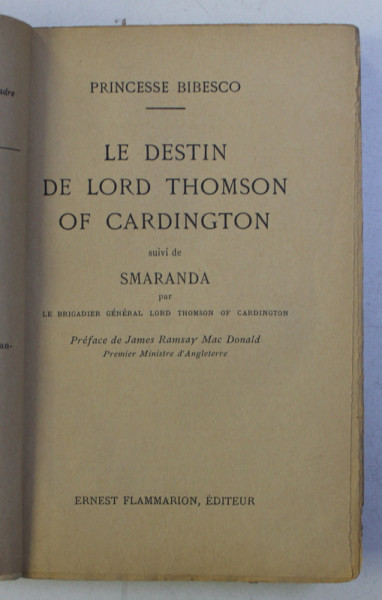 PRINCESSE BIBESCO
LE DESTIN
DE LORD THOMSON
OF CARDINGTON
suivi de
SMARANDA
par
LE BRIGADIER GÉNÉRAL LORD THOMSON OF CARDINGTON
Préface de James Ramsay Mac Donald
Premier Ministre d'Angleterre
ERNEST FLAMMARION, ÉDITEUR